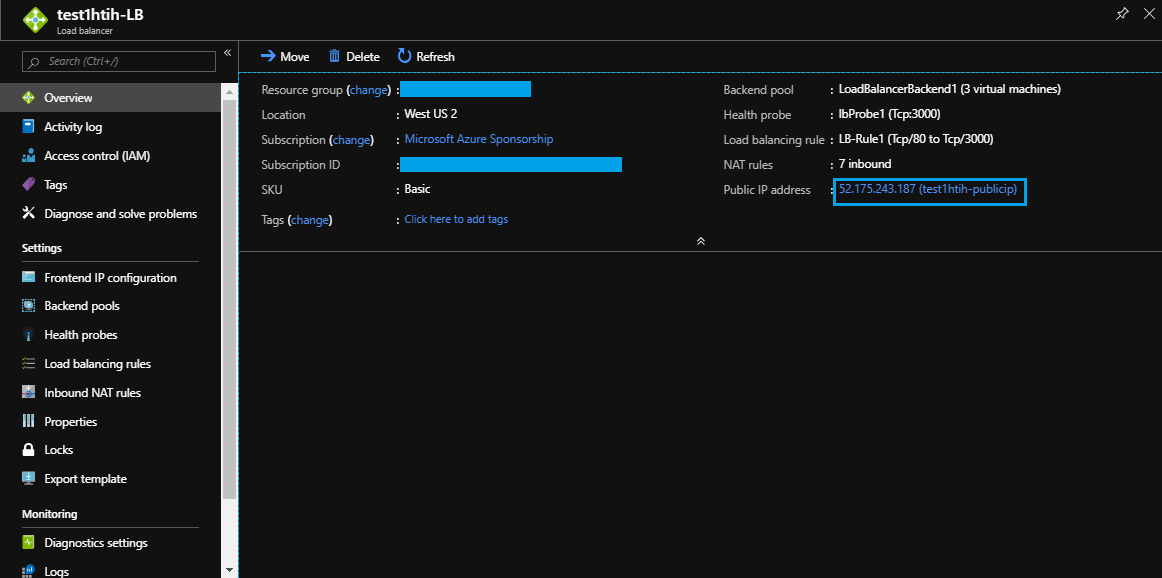 test1htih-LB
Load balancer
Search (Ctrl+/)
«
Overview
Activity log
Access control (IAM)
Tags
Diagnose and solve problems
Settings
Frontend IP configuration
Backend pools
Health probes
Load balancing rules
Inbound NAT rules
Properties
Locks
Export template
Monitoring
Diagnostics settings
Logs
Move Delete Refresh
Resource group (change) :
Location : West US 2
Subscription (change) : Microsoft Azure Sponsorship
Subscription ID :
SKU : Basic
Tags (change) : Click here to add tags
Backend pool : LoadBalancerBackend1 (3 virtual machines)
Health probe : lbProbe1 (Tcp:3000)
Load balancing rule : LB-Rule1 (Tcp/80 to Tcp/3000)
NAT rules : 7 inbound
Public IP address : 52.175.243.187 (test1htih-publicip)